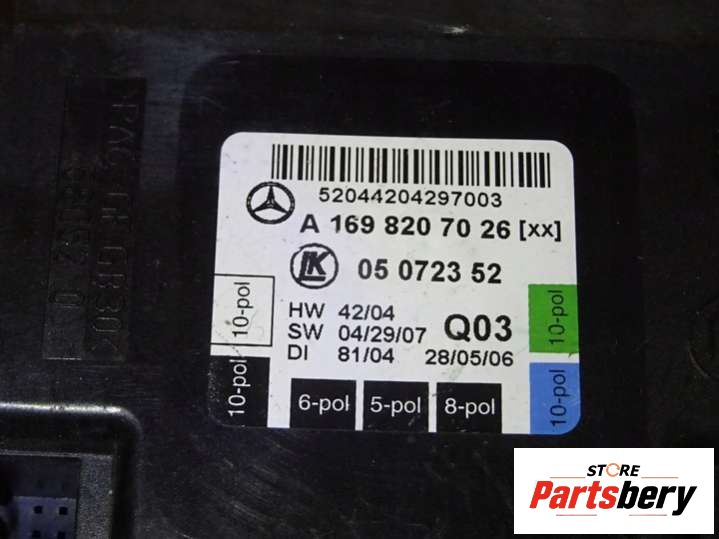 52044204297003
A 169 820 70 26 [xx]
LK 05 0723 52
HW 42/04
SW 04/29/07
DI 81/04 28/05/06
Q03
10-pol
10-pol
10-pol
10-pol
6-pol 5-pol 8-pol
STORE
Partsbery